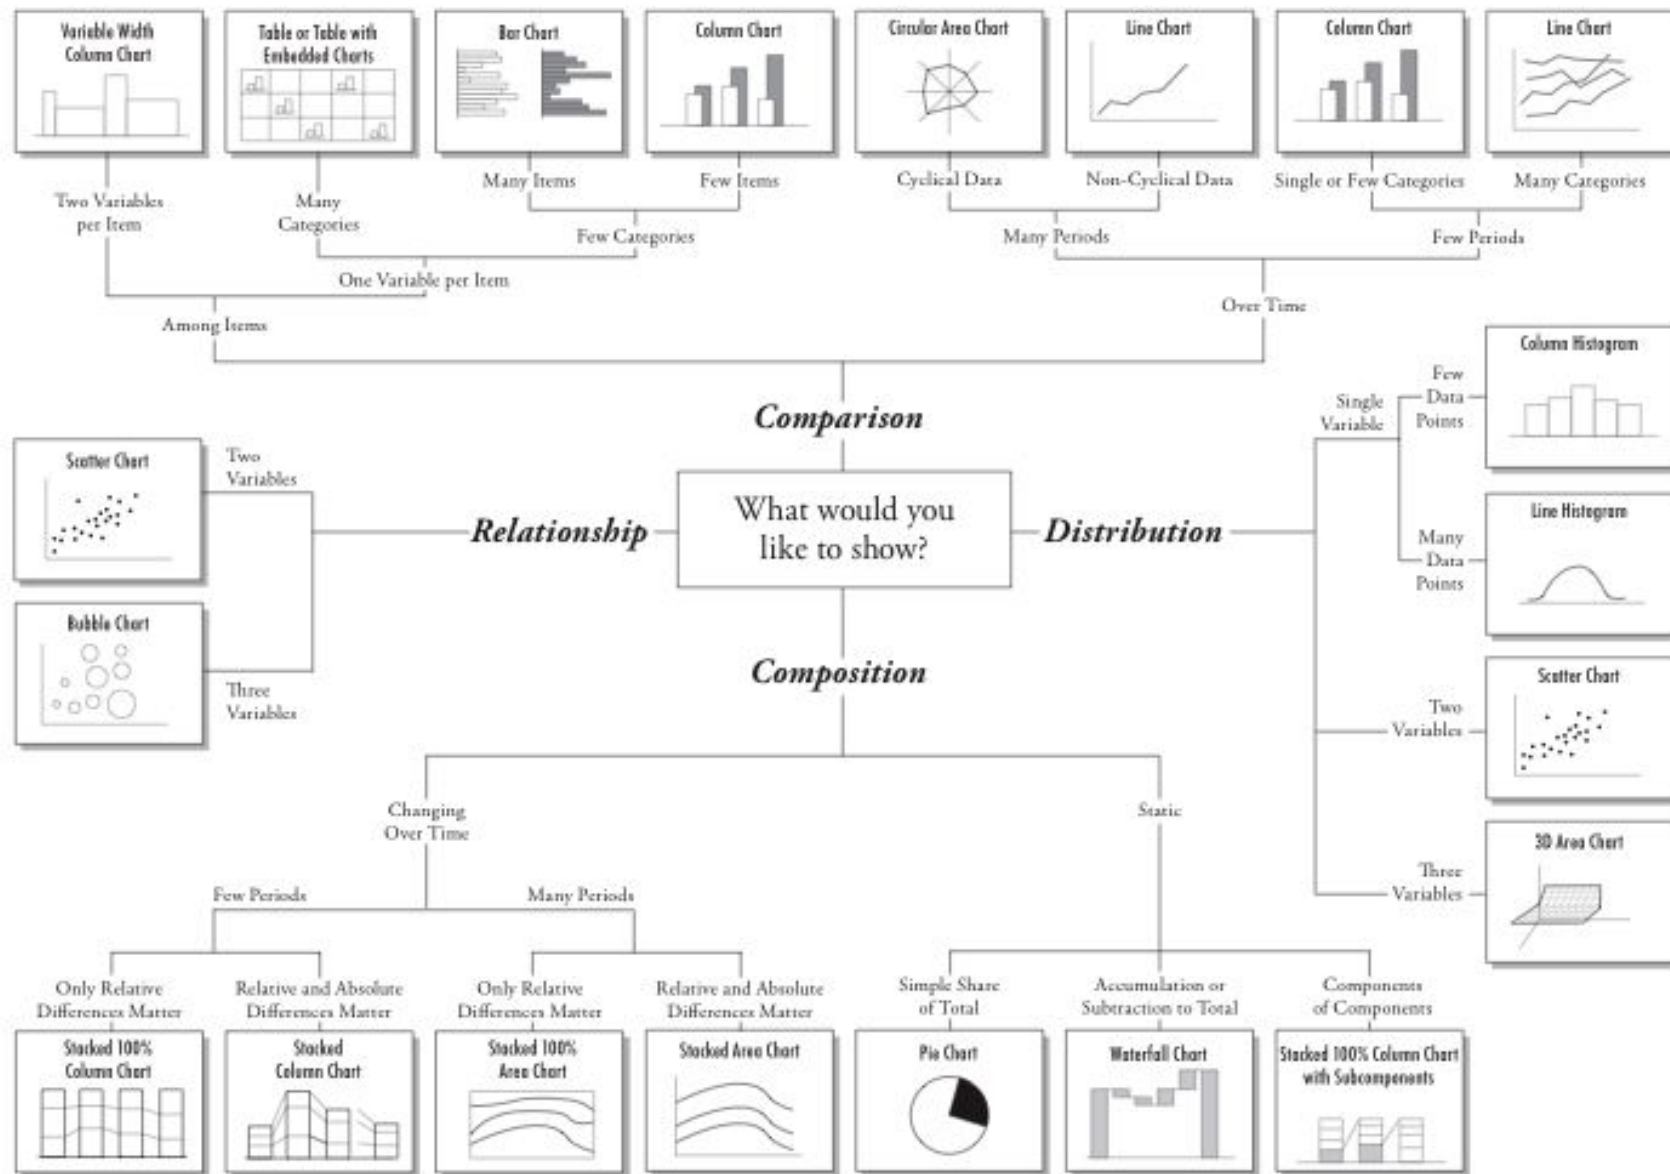 Variable Width
Column Chart
Table or Table with
Embedded Charts
Bar Chart
Column Chart
Circular Area Chart
Line Chart
Column Chart
Line Chart
Two Variables
per Item
Many
Categories
Many Items
Few Items
Cyclical Data
Non-Cyclical Data
Single or Few Categories
Many Categories
Few Categories
Many Periods
Few Periods
One Variable per Item
Among Items
Over Time
Comparison
What would you
like to show?
Relationship
Two
Variables
Scatter Chart
Three
Variables
Bubble Chart
Distribution
Single
Variable
Few
Data
Points
Column Histogram
Many
Data
Points
Line Histogram
Two
Variables
Scatter Chart
Three
Variables
3D Area Chart
Composition
Changing
Over Time
Static
Few Periods
Many Periods
Only Relative
Differences Matter
Relative and Absolute
Differences Matter
Only Relative
Differences Matter
Relative and Absolute
Differences Matter
Simple Share
of Total
Accumulation or
Subtraction to Total
Components
of Components
Stacked 100%
Column Chart
Stacked
Column Chart
Stacked 100%
Area Chart
Stacked Area Chart
Pie Chart
Waterfall Chart
Stacked 100% Column Chart
with Subcomponents